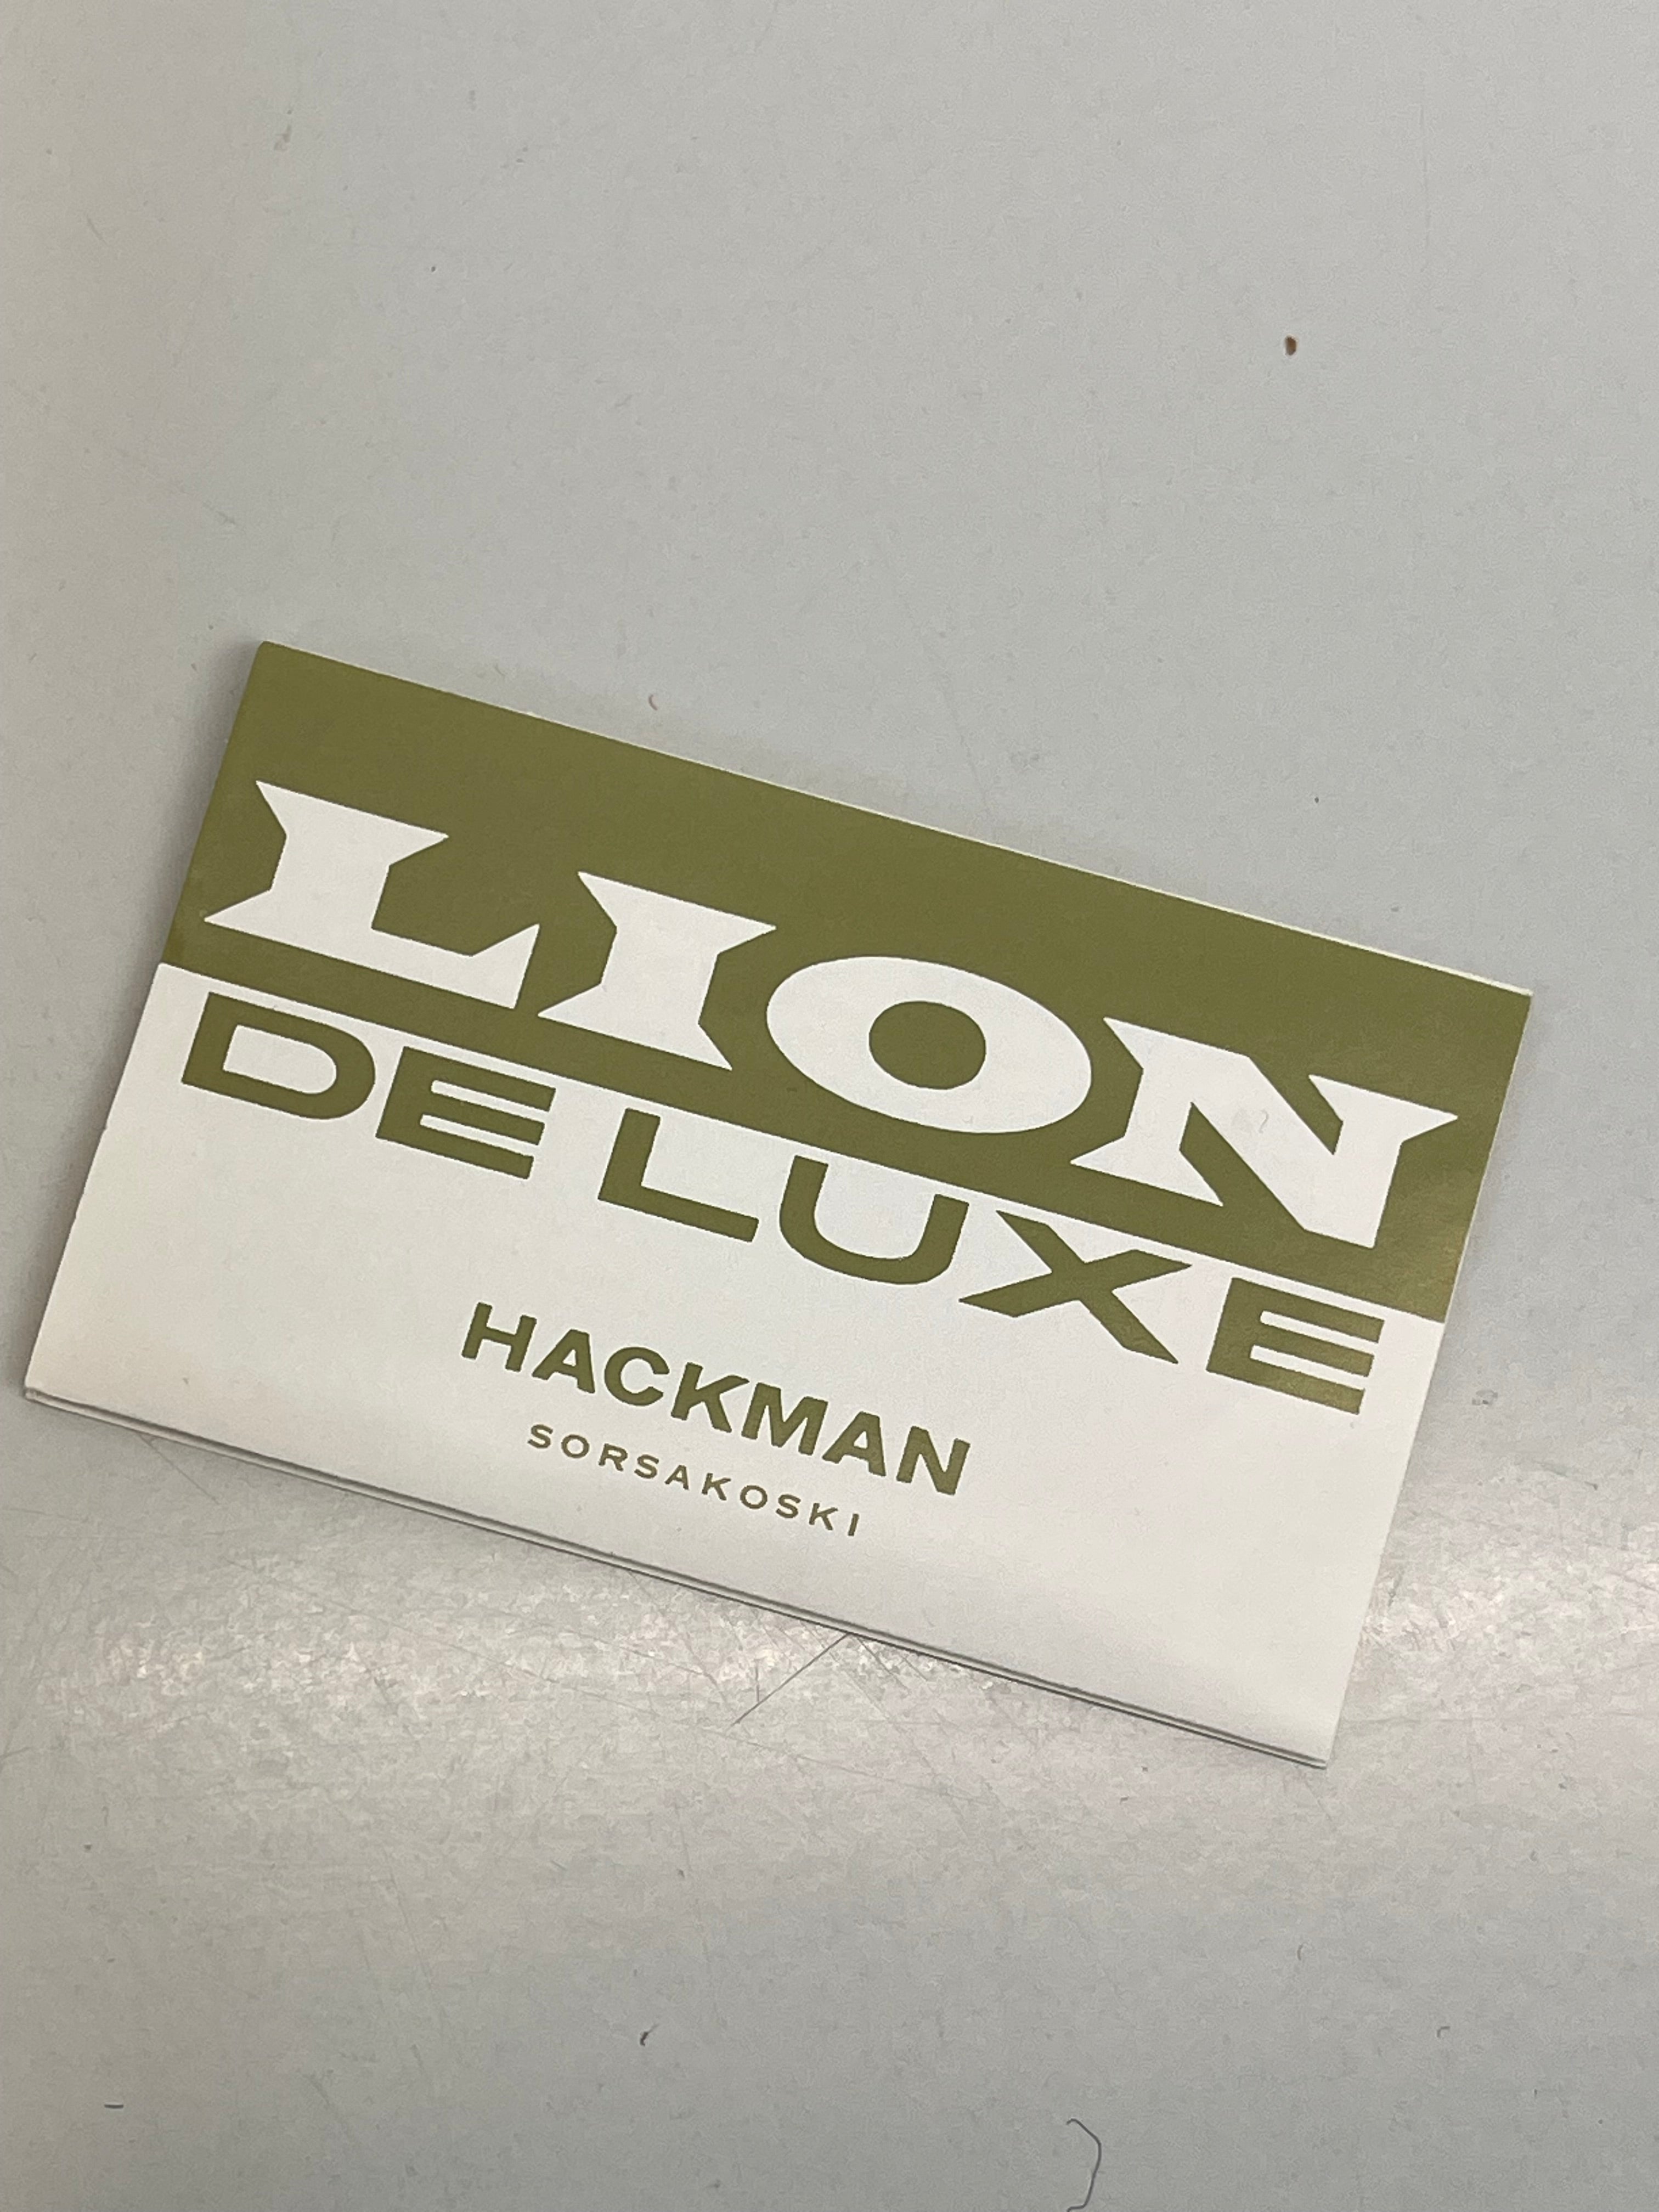 LION
DE LUXE
HACKMAN
SORSAKOSKI